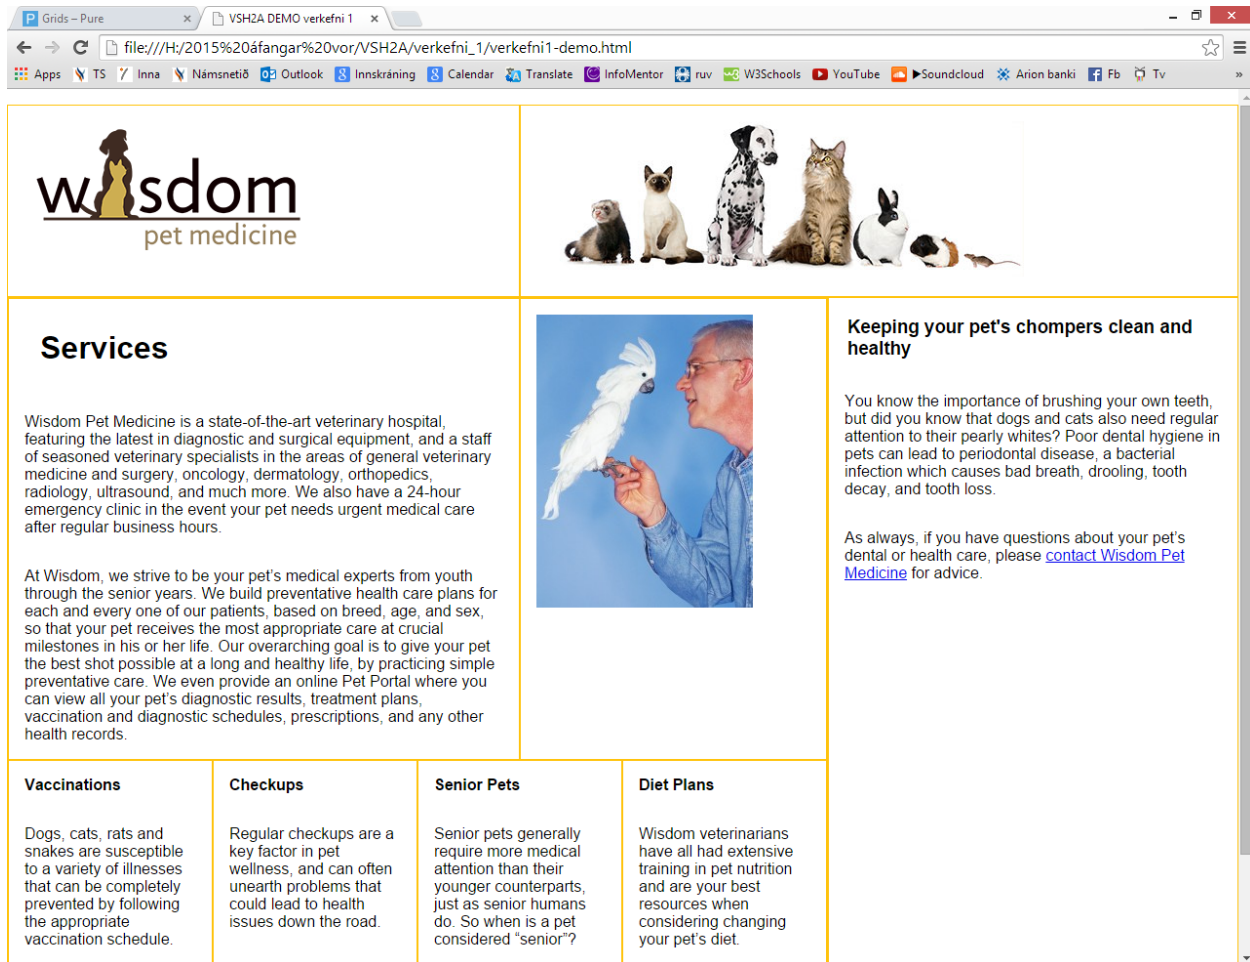 Grids – Pure
VSH2A DEMO verkefni 1
file:///H:/2015%20áfangar%20vor/VSH2A/verkefni_1/verkefni1-demo.html
Apps TS Inna Námsnetið Outlook Innskráning Calendar Translate InfoMentor ruv W3Schools YouTube ▶Soundcloud Arion banki Fb Tv »
wisdom
pet medicine
Services
Wisdom Pet Medicine is a state-of-the-art veterinary hospital,
featuring the latest in diagnostic and surgical equipment, and a staff
of seasoned veterinary specialists in the areas of general veterinary
medicine and surgery, oncology, dermatology, orthopedics,
radiology, ultrasound, and much more. We also have a 24-hour
emergency clinic in the event your pet needs urgent medical care
after regular business hours.
At Wisdom, we strive to be your pet’s medical experts from youth
through the senior years. We build preventative health care plans for
each and every one of our patients, based on breed, age, and sex,
so that your pet receives the most appropriate care at crucial
milestones in his or her life. Our overarching goal is to give your pet
the best shot possible at a long and healthy life, by practicing simple
preventative care. We even provide an online Pet Portal where you
can view all your pet’s diagnostic results, treatment plans,
vaccination and diagnostic schedules, prescriptions, and any other
health records.
Keeping your pet's chompers clean and
healthy
You know the importance of brushing your own teeth,
but did you know that dogs and cats also need regular
attention to their pearly whites? Poor dental hygiene in
pets can lead to periodontal disease, a bacterial
infection which causes bad breath, drooling, tooth
decay, and tooth loss.
As always, if you have questions about your pet’s
dental or health care, please contact Wisdom Pet
Medicine for advice.
Vaccinations
Dogs, cats, rats and
snakes are susceptible
to a variety of illnesses
that can be completely
prevented by following
the appropriate
vaccination schedule.
Checkups
Regular checkups are a
key factor in pet
wellness, and can often
unearth problems that
could lead to health
issues down the road.
Senior Pets
Senior pets generally
require more medical
attention than their
younger counterparts,
just as senior humans
do. So when is a pet
considered “senior”?
Diet Plans
Wisdom veterinarians
have all had extensive
training in pet nutrition
and are your best
resources when
considering changing
your pet’s diet.